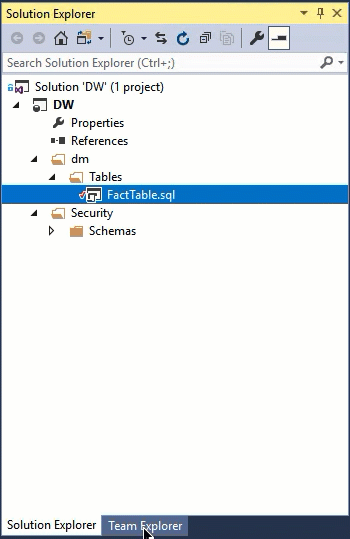 Solution Explorer
Search Solution Explorer (Ctrl+;)
Solution 'DW' (1 project)
DW
Properties
References
dm
Tables
FactTable.sql
Security
Schemas
Solution Explorer Team Explorer